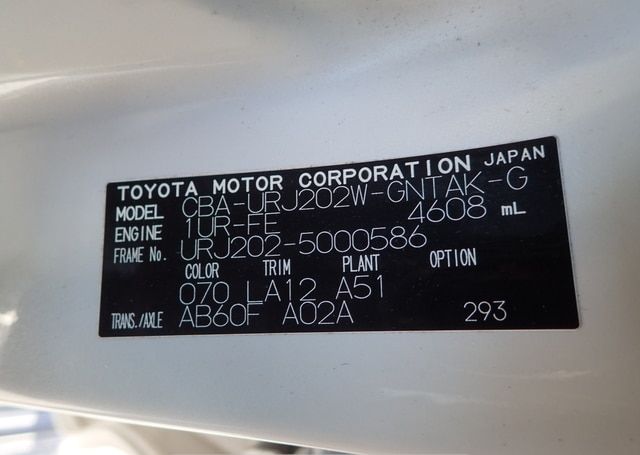 TOYOTA MOTOR CORPORATION JAPAN
MODEL CBA-URJ202W-GNTAK-G
ENGINE 1UR-FE 4608 mL
FRAME No. URJ202-5000586
COLOR TRIM PLANT OPTION
070 LA12 A51
TRANS./AXLE AB60F A02A 293